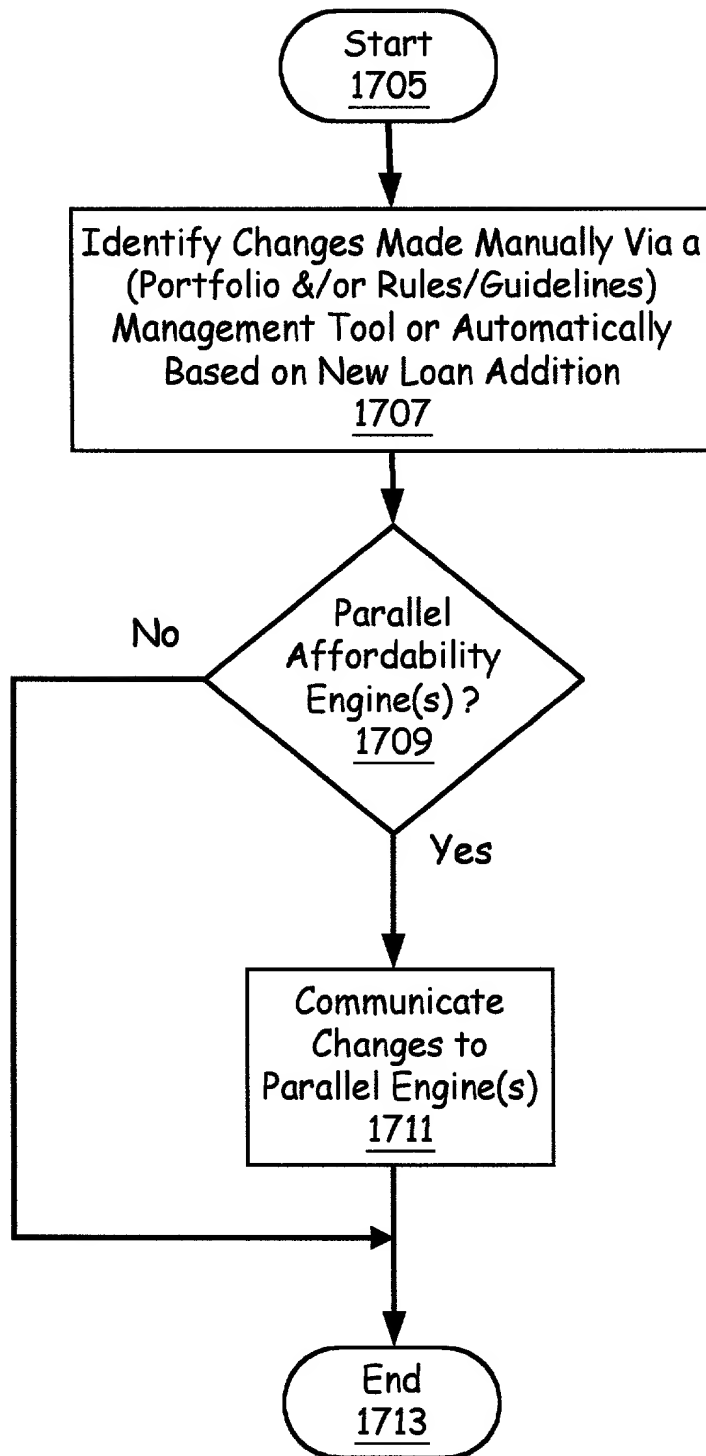 Start
1705
Identify Changes Made Manually Via a
(Portfolio &/or Rules/Guidelines)
Management Tool or Automatically
Based on New Loan Addition
1707
No
Parallel
Affordability
Engine(s) ?
1709
Yes
Communicate
Changes to
Parallel Engine(s)
1711
End
1713